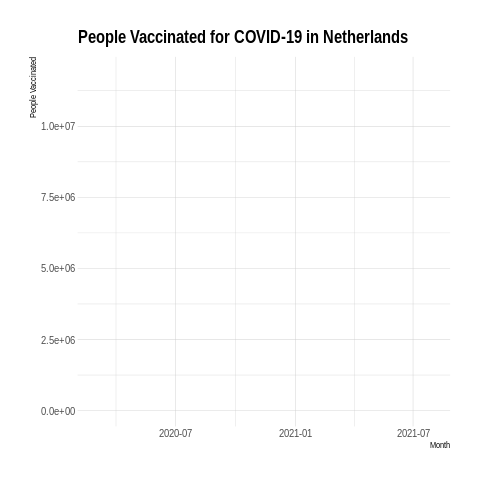 People Vaccinated for COVID-19 in Netherlands
People Vaccinated
1.0e+07
7.5e+06
5.0e+06
2.5e+06
0.0e+00
2020-07
2021-01
2021-07
Month